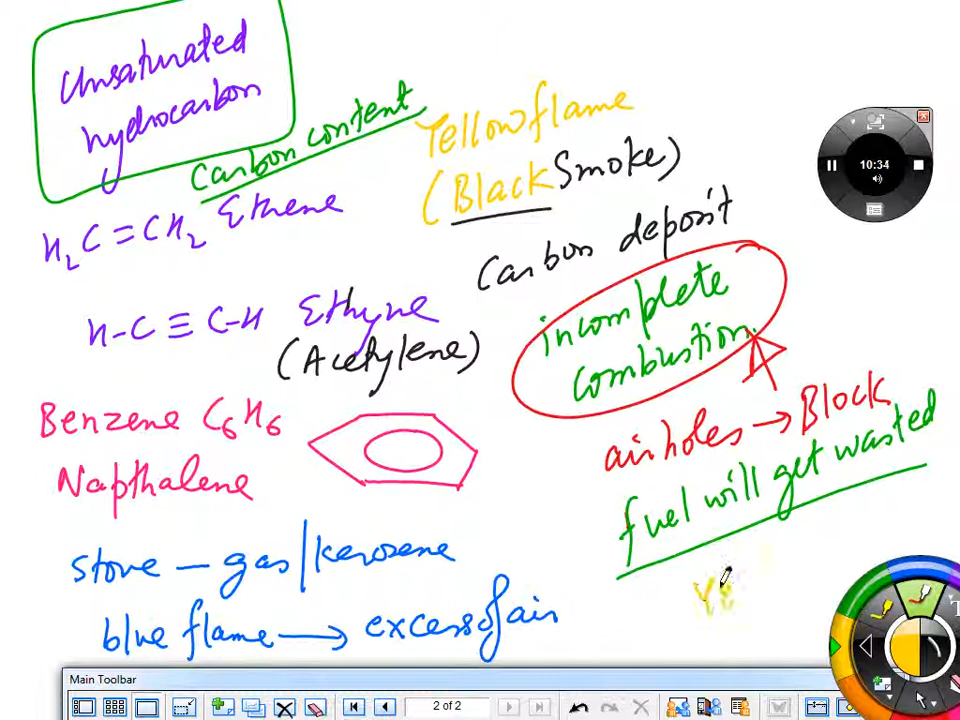 Unsaturated
hydrocarbon
Carbon content
Yellow flame
(Black Smoke)
Carbon deposit
H2C=CH2 Ethene
H-C≡C-H Ethyne
(Acetylene)
incomplete
combustion
airholes → Block
fuel will get wasted
Benzene C6H6
Napthalene
stove - gas/kerosene
blue flame → excess of air
10:34
Main Toolbar
2 of 2